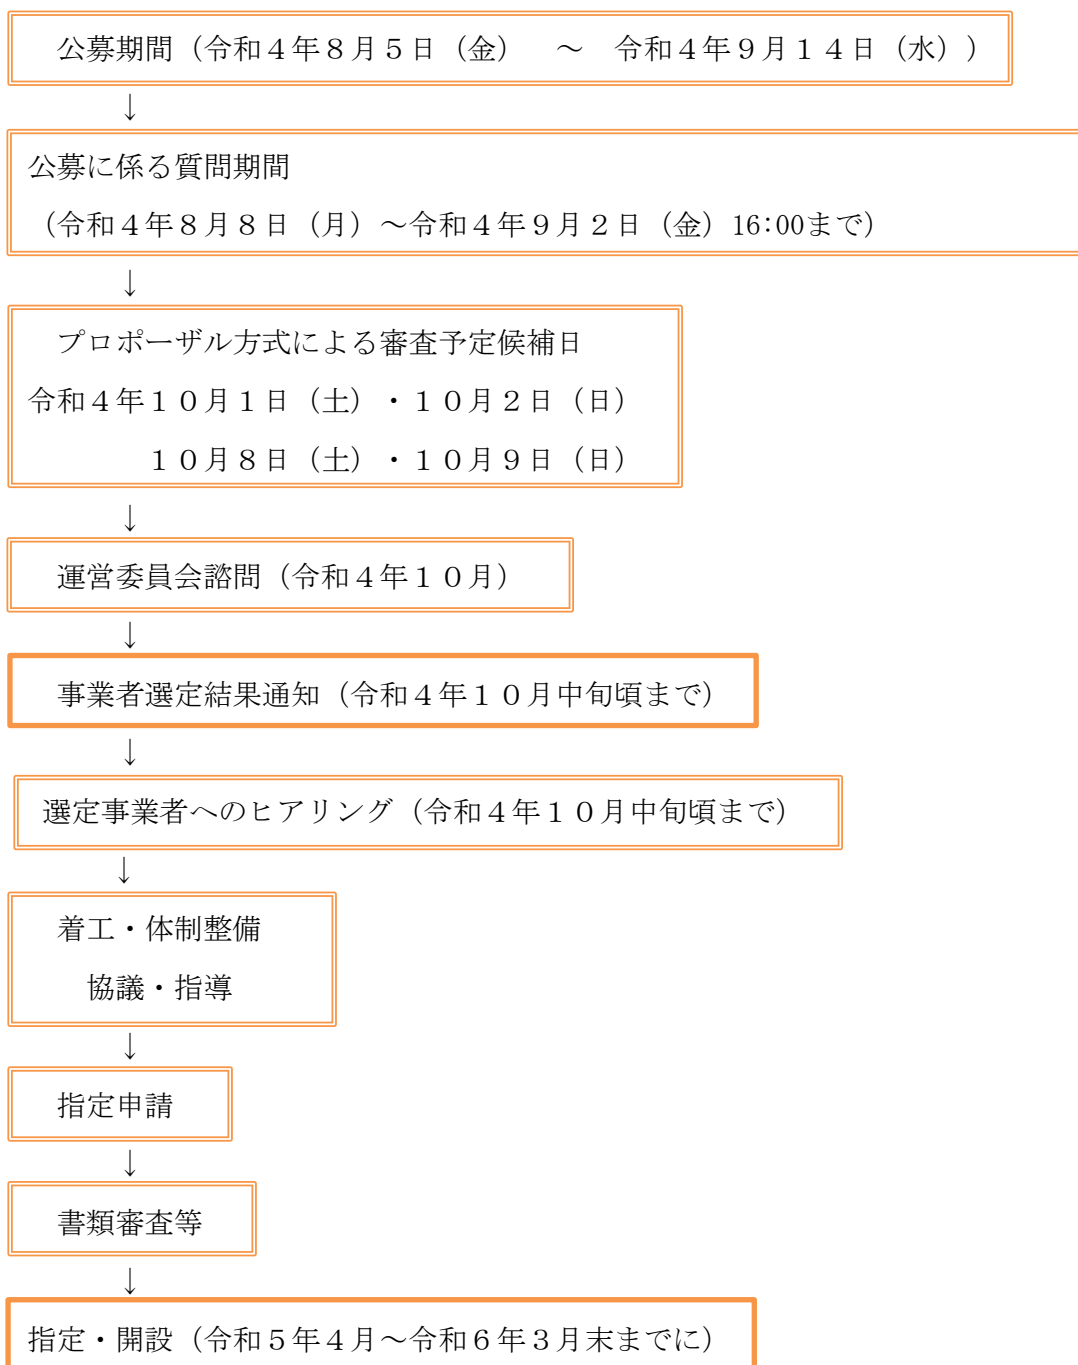 公募期間（令和４年８月５日（金）　～　令和４年９月１４日（水））
↓
公募に係る質問期間
（令和４年８月８日（月）～令和４年９月２日（金）16:00まで）
↓
プロポーザル方式による審査予定候補日
令和４年１０月１日（土）・１０月２日（日）
１０月８日（土）・１０月９日（日）
↓
運営委員会諮問（令和４年１０月）
↓
事業者選定結果通知（令和４年１０月中旬頃まで）
↓
選定事業者へのヒアリング（令和４年１０月中旬頃まで）
↓
着工・体制整備
協議・指導
↓
指定申請
↓
書類審査等
↓
指定・開設（令和５年４月～令和６年３月末までに）